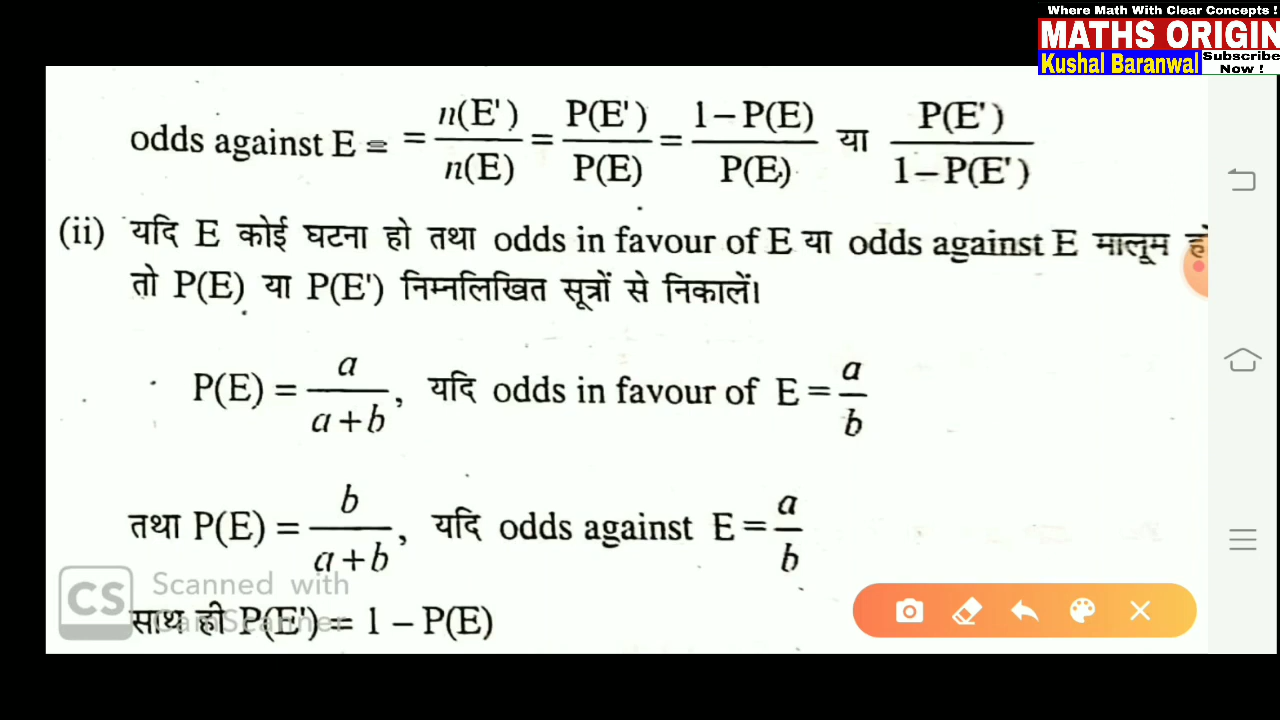 Where Math With Clear Concepts !
MATHS ORIGIN
Kushal Baranwal Subscribe Now !
odds against E = = n(E')/n(E) = P(E')/P(E) = 1−P(E)/P(E) या P(E')/1−P(E')
(ii) यदि E कोई घटना हो तथा odds in favour of E या odds against E मालूम हो
तो P(E) या P(E') निम्नलिखित सूत्रों से निकालें।
P(E) = a/a+b, यदि odds in favour of E = a/b
तथा P(E) = b/a+b, यदि odds against E = a/b
CS Scanned with
CamScanner
साथ ही P(E') = 1 − P(E)